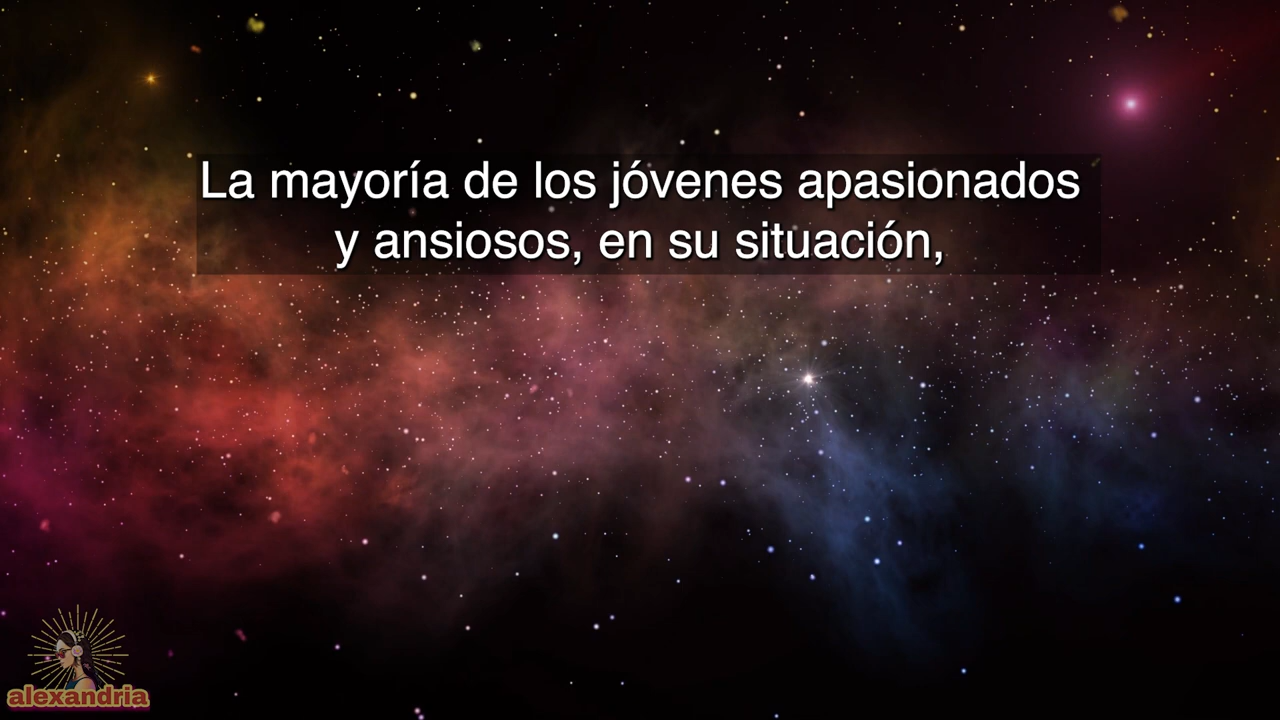 La mayoría de los jóvenes apasionados
y ansiosos, en su situación,
alexandria